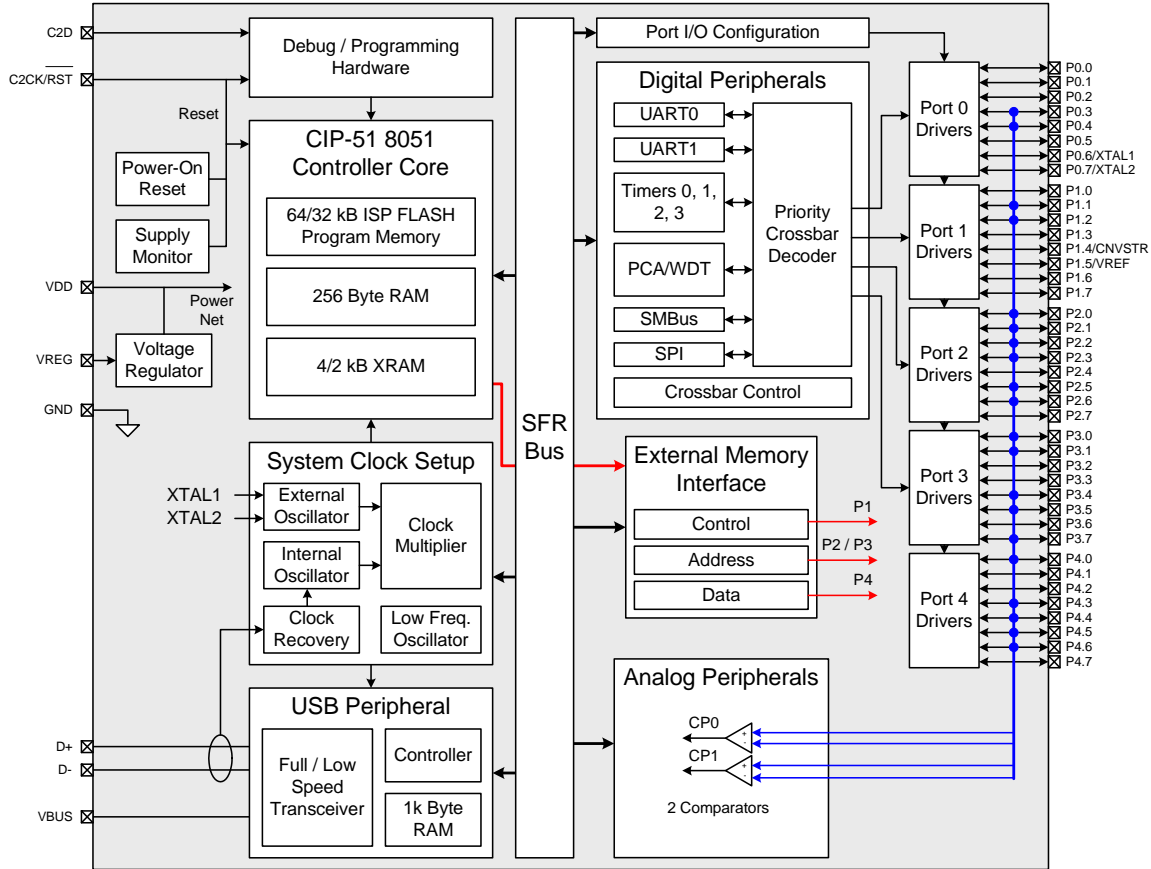 C2D
C2CK/RST
VDD
VREG
GND
D+
D-
VBUS
Debug / Programming
Hardware
Reset
Power-On
Reset
Supply
Monitor
Power
Net
Voltage
Regulator
CIP-51 8051
Controller Core
64/32 kB ISP FLASH
Program Memory
256 Byte RAM
4/2 kB XRAM
System Clock Setup
XTAL1
XTAL2
External
Oscillator
Internal
Oscillator
Clock
Recovery
Clock
Multiplier
Low Freq.
Oscillator
USB Peripheral
Full / Low
Speed
Transceiver
Controller
1k Byte
RAM
SFR
Bus
Port I/O Configuration
Digital Peripherals
UART0
UART1
Timers 0, 1,
2, 3
PCA/WDT
SMBus
SPI
Priority
Crossbar
Decoder
Crossbar Control
External Memory
Interface
Control
Address
Data
P1
P2 / P3
P4
Analog Peripherals
CP0
+
-
CP1
+
-
2 Comparators
Port 0
Drivers
Port 1
Drivers
Port 2
Drivers
Port 3
Drivers
Port 4
Drivers
P0.0
P0.1
P0.2
P0.3
P0.4
P0.5
P0.6/XTAL1
P0.7/XTAL2
P1.0
P1.1
P1.2
P1.3
P1.4/CNVSTR
P1.5/VREF
P1.6
P1.7
P2.0
P2.1
P2.2
P2.3
P2.4
P2.5
P2.6
P2.7
P3.0
P3.1
P3.2
P3.3
P3.4
P3.5
P3.6
P3.7
P4.0
P4.1
P4.2
P4.3
P4.4
P4.5
P4.6
P4.7